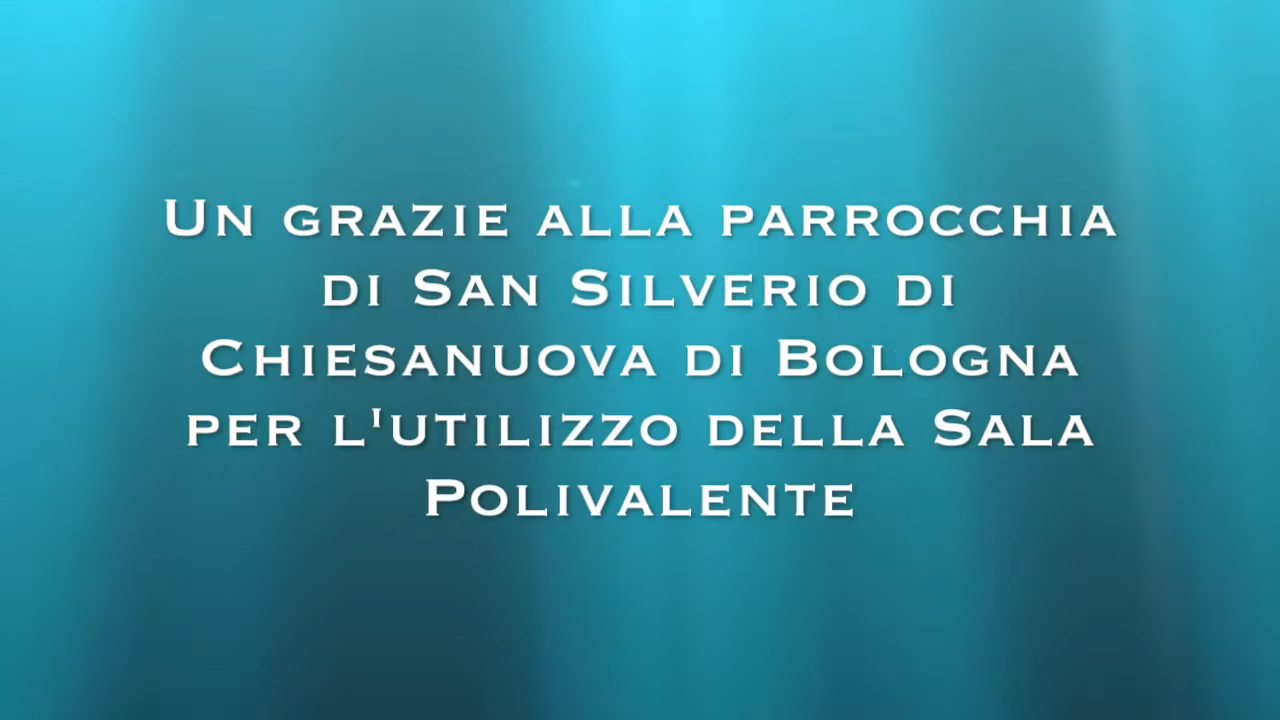 Un grazie alla parrocchia
di San Silverio di
Chiesanuova di Bologna
per l'utilizzo della Sala
Polivalente